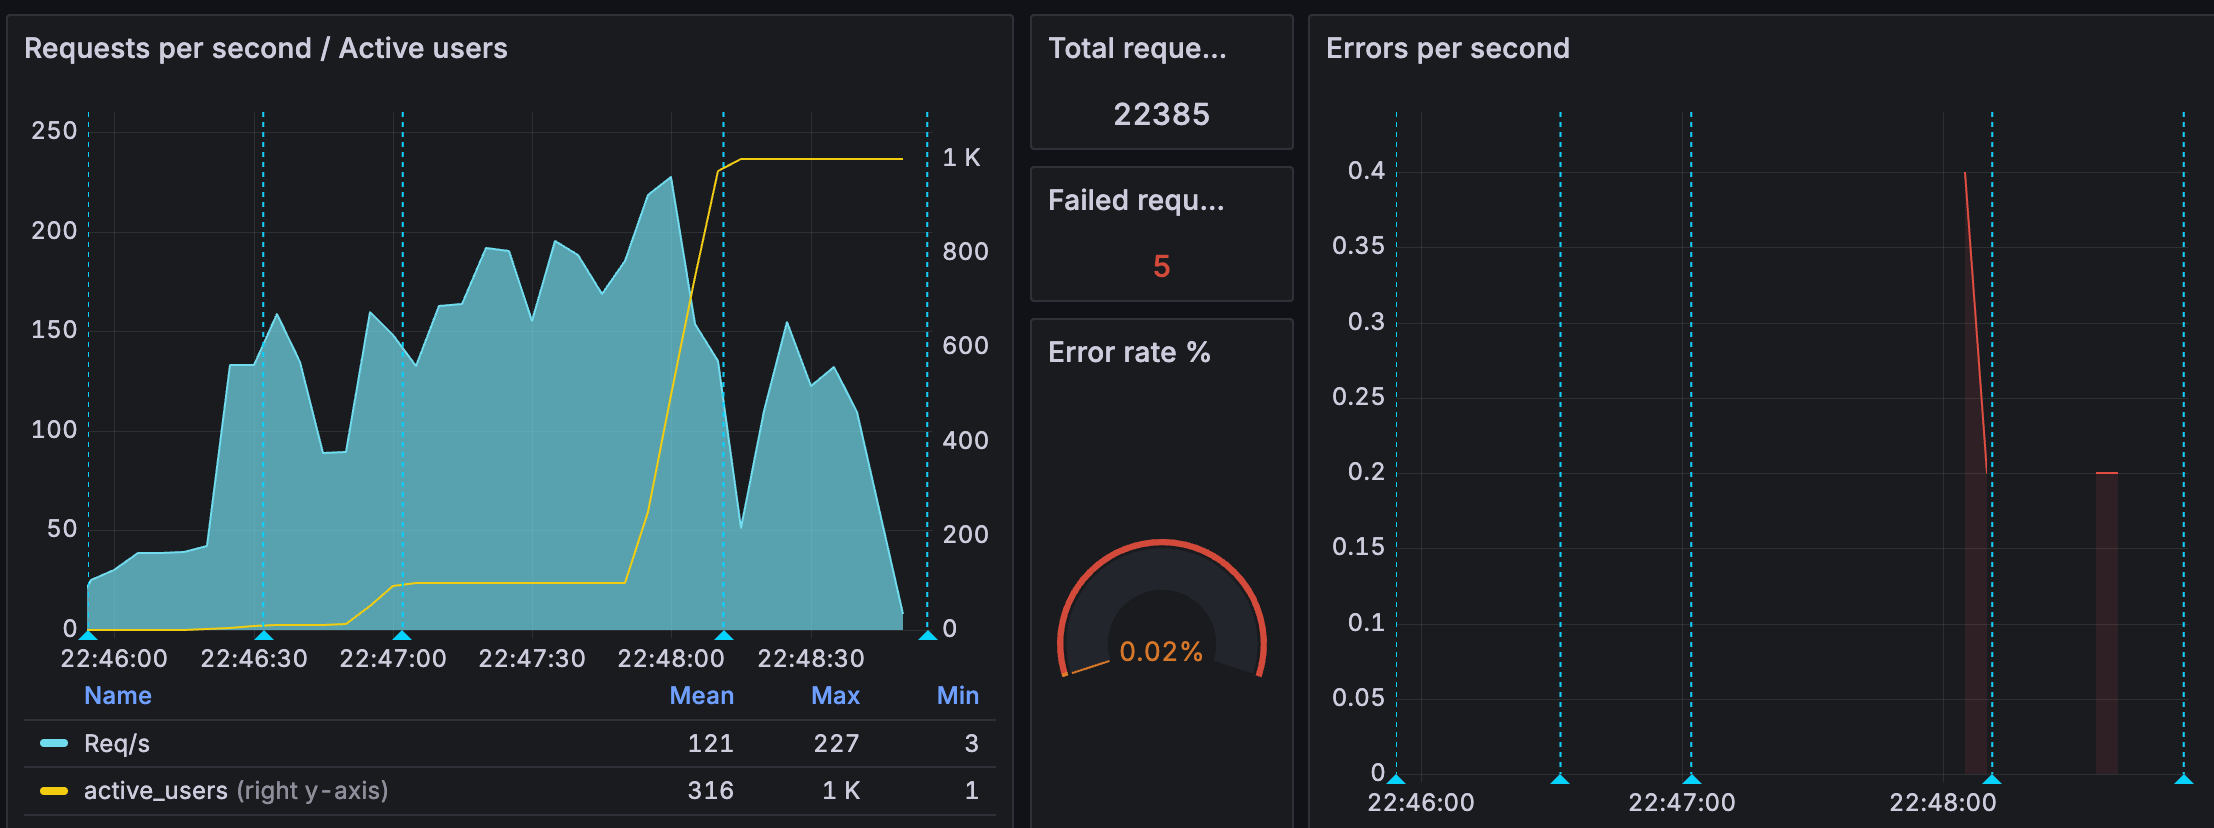 Requests per second / Active users
250
200
150
100
50
0
1 K
800
600
400
200
0
22:46:00 22:46:30 22:47:00 22:47:30 22:48:00 22:48:30
Name Mean Max Min
Req/s 121 227 3
active_users (right y-axis) 316 1 K 1
Total reque...
22385
Failed requ...
5
Error rate %
0.02%
Errors per second
0.4
0.35
0.3
0.25
0.2
0.15
0.1
0.05
0
22:46:00 22:47:00 22:48:00